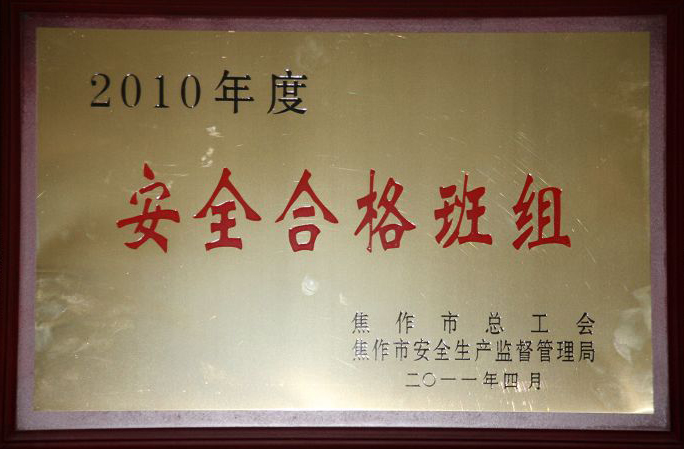 2010年度
安全合格班组
焦作市总工会
焦作市安全生产监督管理局
二〇一一年四月